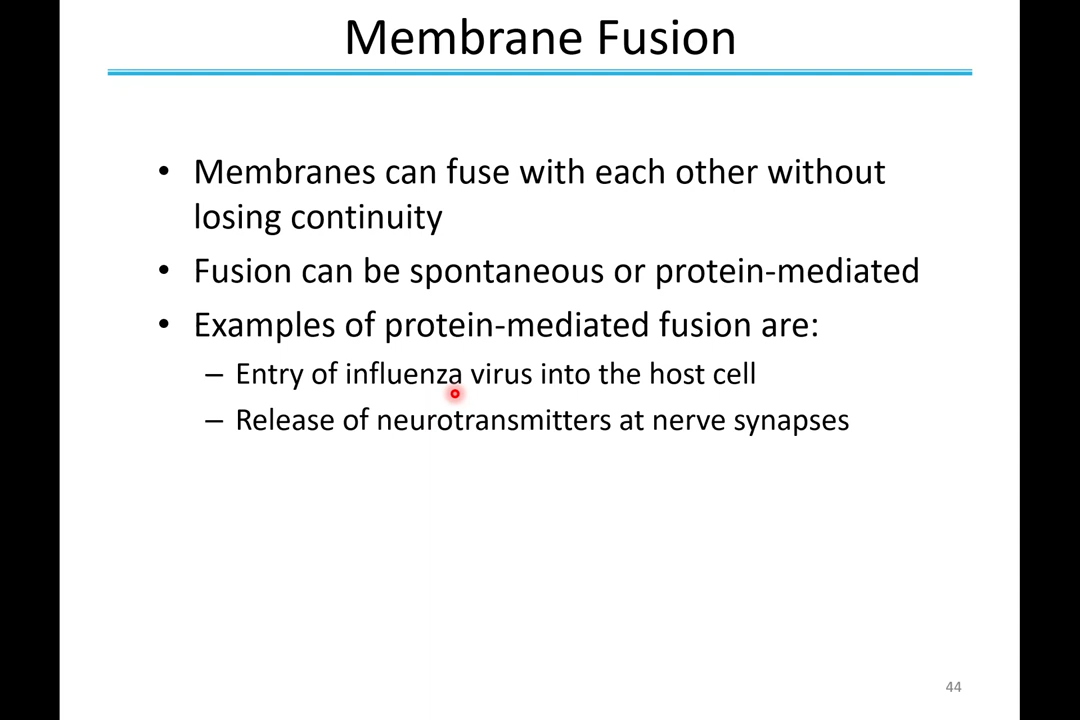 Membrane Fusion
• Membranes can fuse with each other without
losing continuity
• Fusion can be spontaneous or protein-mediated
• Examples of protein-mediated fusion are:
– Entry of influenza virus into the host cell
– Release of neurotransmitters at nerve synapses
44